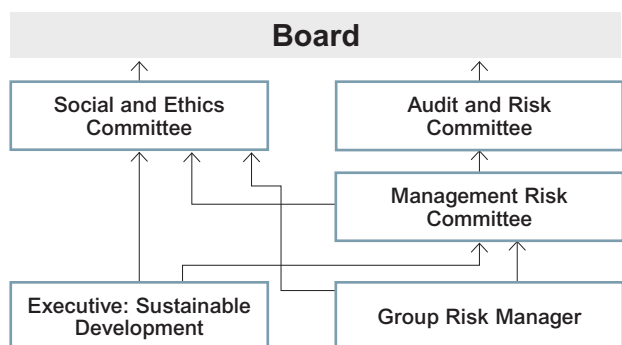 Board
Social and Ethics
Committee
Audit and Risk
Committee
Management Risk
Committee
Executive: Sustainable
Development
Group Risk Manager